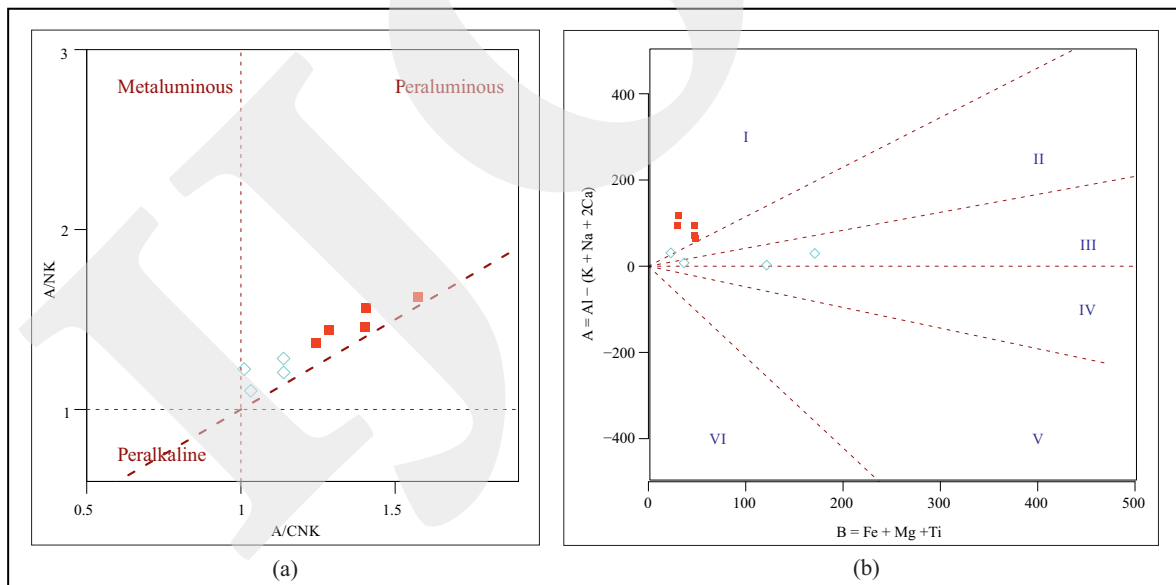 3
Metaluminous
Peraluminous
2
A/NK
1
Peralkaline
0.5
1
1.5
A/CNK
(a)
400
I
II
200
A = Al − (K + Na + 2Ca)
III
0
IV
−200
−400
VI
V
0
100
200
300
400
500
B = Fe + Mg +Ti
(b)